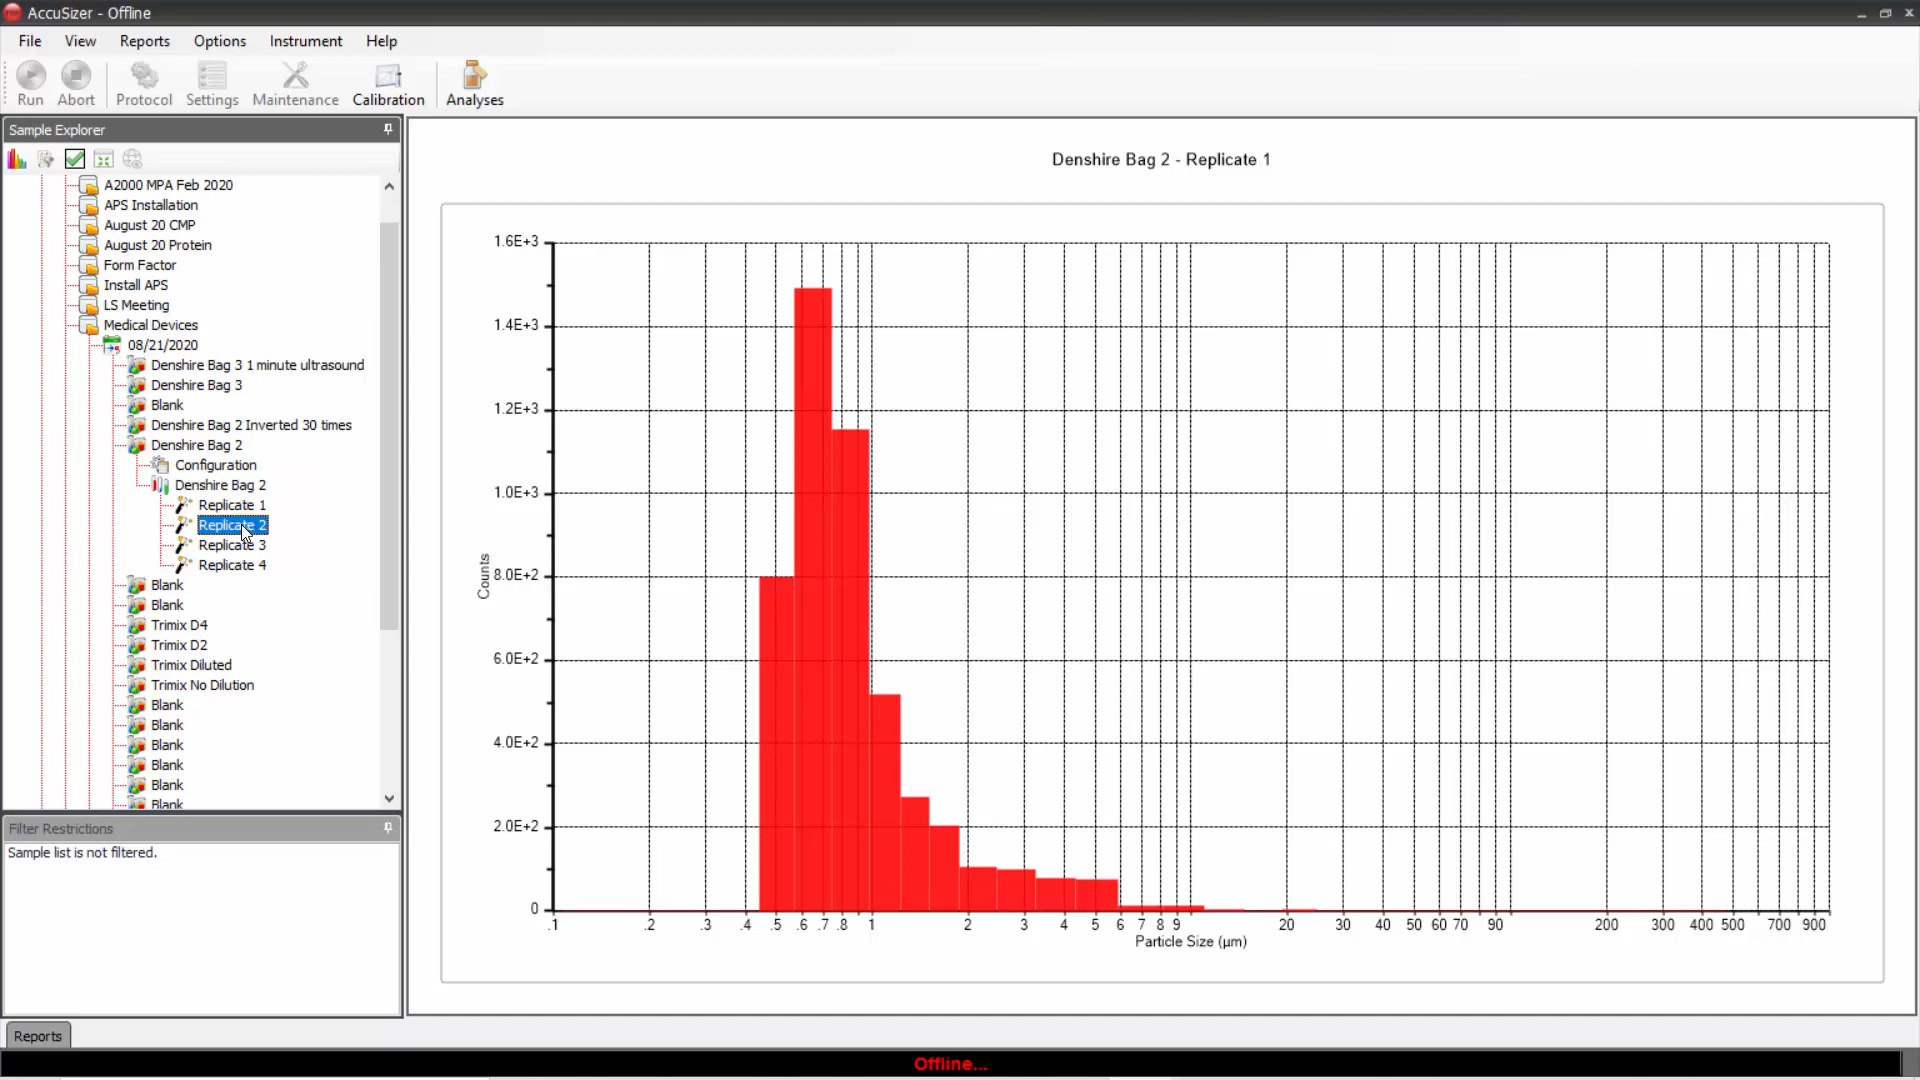 AccuSizer - Offline
File View Reports Options Instrument Help
Run Abort Protocol Settings Maintenance Calibration Analyses
Sample Explorer
A2000 MPA Feb 2020
APS Installation
August 20 CMP
August 20 Protein
Form Factor
Install APS
LS Meeting
Medical Devices
08/21/2020
Denshire Bag 3 1 minute ultrasound
Denshire Bag 3
Blank
Denshire Bag 2 Inverted 30 times
Denshire Bag 2
Configuration
Denshire Bag 2
Replicate 1
Replicate 2
Replicate 3
Replicate 4
Blank
Blank
Trimix D4
Trimix D2
Trimix Diluted
Trimix No Dilution
Blank
Blank
Blank
Blank
Blank
Blank
Filter Restrictions
Sample list is not filtered.
Denshire Bag 2 - Replicate 1
1.6E+3
1.4E+3
1.2E+3
1.0E+3
8.0E+2
6.0E+2
4.0E+2
2.0E+2
0
Counts
.1 .2 .3 .4 .5 .6 .7 .8 1 2 3 4 5 6 7 8 9 20 30 40 50 60 70 90 200 300 400 500 700 900
Particle Size (µm)
Reports
Offline...